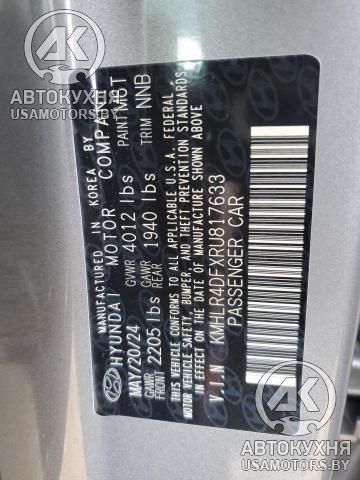 АВТОКУХНЯ
USAMOTORS.BY
MANUFACTURED IN KOREA BY
HYUNDAI MOTOR COMPANY
MAY/20/24 GVWR 4012 lbs PAINT
GAWR FRONT 2205 lbs GAWR REAR 1940 lbs TRIM NNB
THIS VEHICLE CONFORMS TO ALL APPLICABLE U.S.A. FEDERAL
MOTOR VEHICLE SAFETY, BUMPER, AND THEFT PREVENTION STANDARDS
IN EFFECT ON THE DATE OF MANUFACTURE SHOWN ABOVE.
V.I.N KMHLR4DFXRU817633
PASSENGER CAR
АК
АВТОКУХНЯ
USAMOTORS.BY